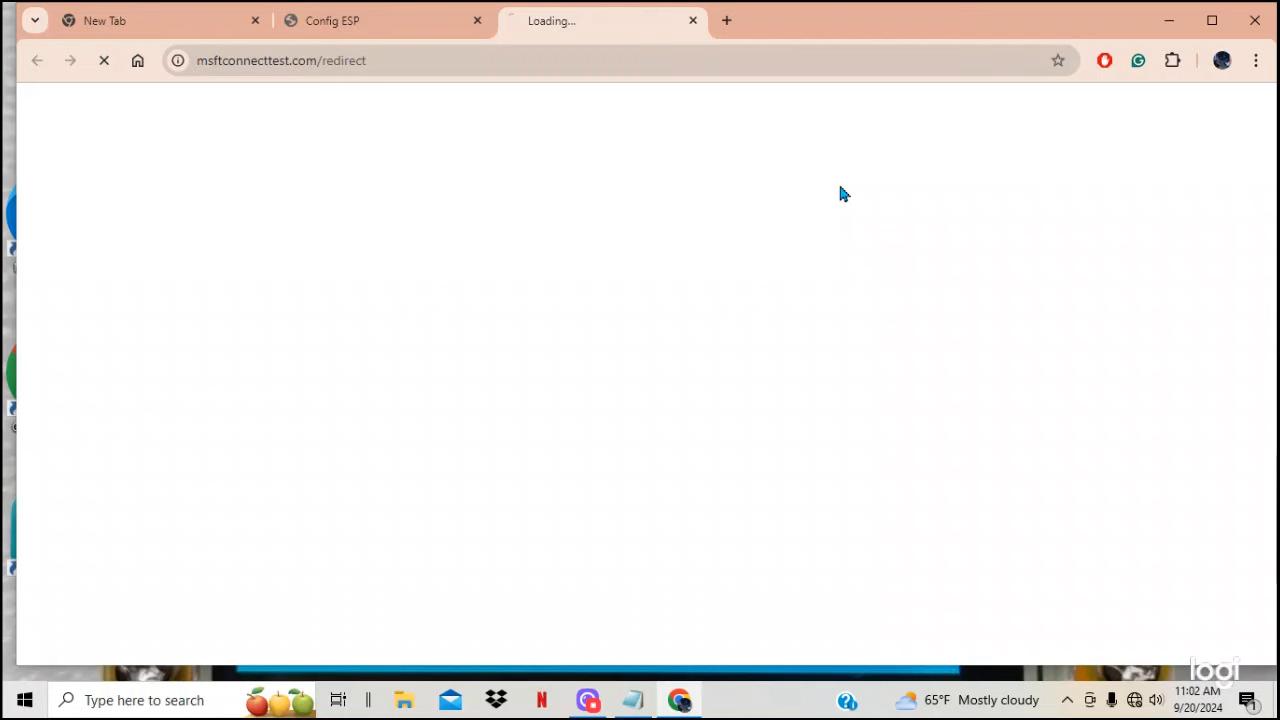 New Tab
Config ESP
Loading...
msftconnecttest.com/redirect
logi
Type here to search
65°F Mostly cloudy
11:02 AM
9/20/2024
1